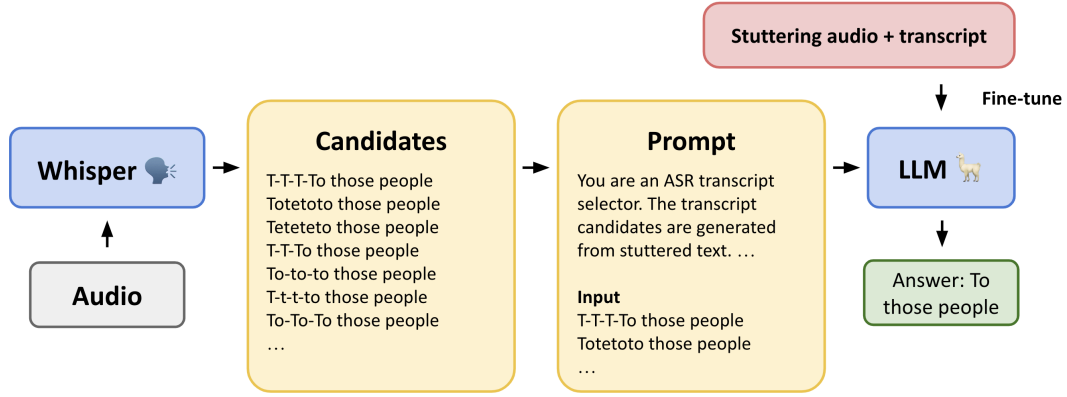 Stuttering audio + transcript
Fine-tune
Whisper
Audio
Candidates
T-T-T-To those people
Totetoto those people
Teteteto those people
T-T-To those people
To-to-to those people
T-t-t-to those people
To-To-To those people
...
Prompt
You are an ASR transcript
selector. The transcript
candidates are generated
from stuttered text. ...
Input
T-T-T-To those people
Totetoto those people
...
LLM
Answer: To
those people